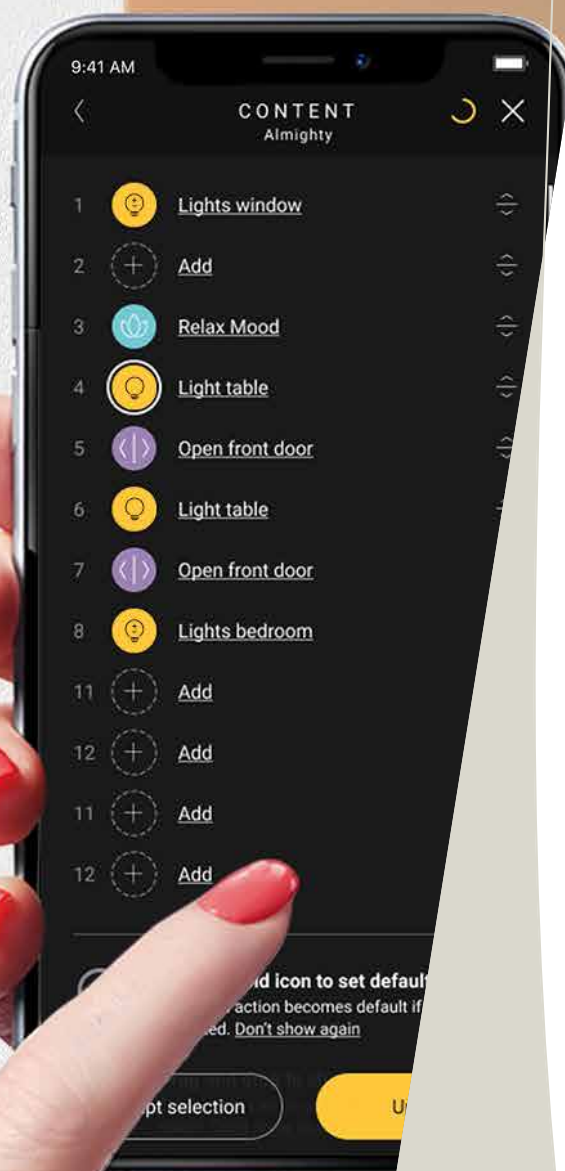 9:41 AM
CONTENT
Almighty
1 Lights window
2 Add
3 Relax Mood
4 Light table
5 Open front door
6 Light table
7 Open front door
8 Lights bedroom
11 Add
12 Add
11 Add
12 Add
icon to set default
action becomes default if
Don't show again
selection